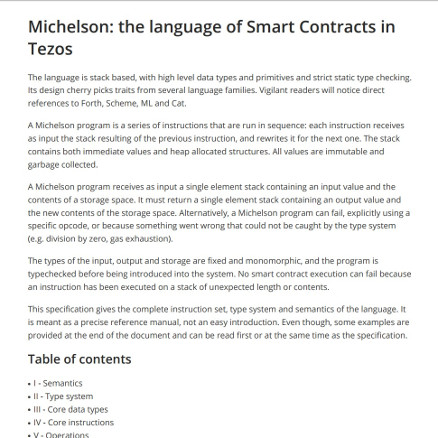 Michelson: the language of Smart Contracts in
Tezos
The language is stack based, with high level data types and primitives and strict static type checking.
Its design cherry picks traits from several language families. Vigilant readers will notice direct
references to Forth, Scheme, ML and Cat.
A Michelson program is a series of instructions that are run in sequence: each instruction receives
as input the stack resulting of the previous instruction, and rewrites it for the next one. The stack
contains both immediate values and heap allocated structures. All values are immutable and
garbage collected.
A Michelson program receives as input a single element stack containing an input value and the
contents of a storage space. It must return a single element stack containing an output value and
the new contents of the storage space. Alternatively, a Michelson program can fail, explicitly using a
specific opcode, or because something went wrong that could not be caught by the type system
(e.g. division by zero, gas exhaustion).
The types of the input, output and storage are fixed and monomorphic, and the program is
typechecked before being introduced into the system. No smart contract execution can fail because
an instruction has been executed on a stack of unexpected length or contents.
This specification gives the complete instruction set, type system and semantics of the language. It
is meant as a precise reference manual, not an easy introduction. Even though, some examples are
provided at the end of the document and can be read first or at the same time as the specification.
Table of contents
• I - Semantics
• II - Type system
• III - Core data types
• IV - Core instructions
• V - Operations